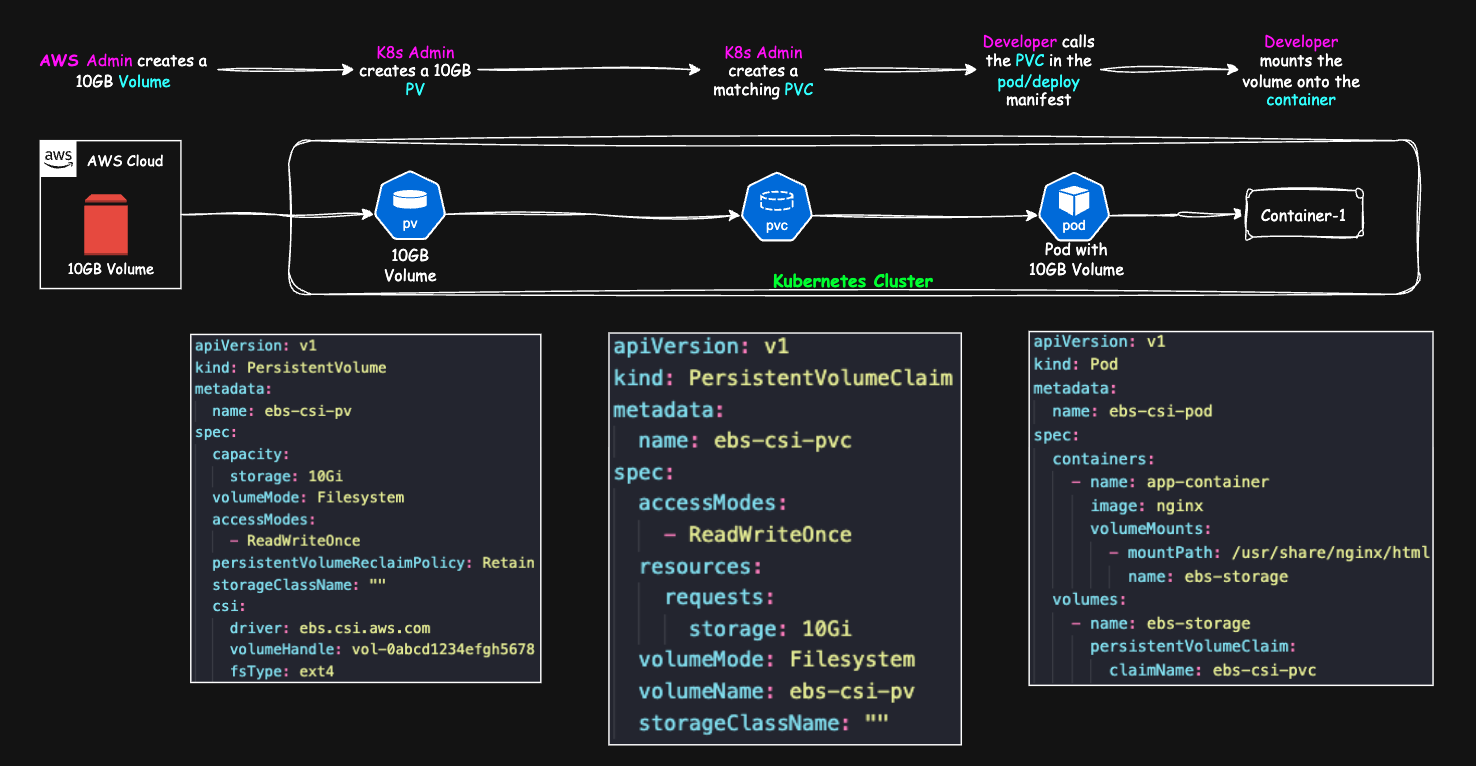 AWS Admin creates a
10GB Volume
K8s Admin
creates a 10GB
PV
K8s Admin
creates a
matching PVC
Developer calls
the PVC in the
pod/deploy
manifest
Developer
mounts the
volume onto the
container
aws
AWS Cloud
10GB Volume
pv
10GB
Volume
pvc
pod
Pod with
10GB Volume
Container-1
Kubernetes Cluster
apiVersion: v1
kind: PersistentVolume
metadata:
  name: ebs-csi-pv
spec:
  capacity:
    storage: 10Gi
  volumeMode: Filesystem
  accessModes:
    - ReadWriteOnce
  persistentVolumeReclaimPolicy: Retain
  storageClassName: ""
  csi:
    driver: ebs.csi.aws.com
    volumeHandle: vol-0abcd1234efgh5678
    fsType: ext4
apiVersion: v1
kind: PersistentVolumeClaim
metadata:
  name: ebs-csi-pvc
spec:
  accessModes:
    - ReadWriteOnce
  resources:
    requests:
      storage: 10Gi
  volumeMode: Filesystem
  volumeName: ebs-csi-pv
  storageClassName: ""
apiVersion: v1
kind: Pod
metadata:
  name: ebs-csi-pod
spec:
  containers:
    - name: app-container
      image: nginx
      volumeMounts:
        - mountPath: /usr/share/nginx/html
          name: ebs-storage
  volumes:
    - name: ebs-storage
      persistentVolumeClaim:
        claimName: ebs-csi-pvc